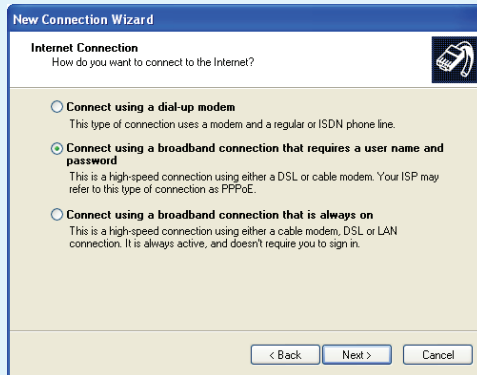 New Connection Wizard
Internet Connection
How do you want to connect to the Internet?
Connect using a dial-up modem
This type of connection uses a modem and a regular or ISDN phone line.
Connect using a broadband connection that requires a user name and
password
This is a high-speed connection using either a DSL or cable modem. Your ISP may
refer to this type of connection as PPPoE.
Connect using a broadband connection that is always on
This is a high-speed connection using either a cable modem, DSL or LAN
connection. It is always active, and doesn't require you to sign in.
< Back Next > Cancel